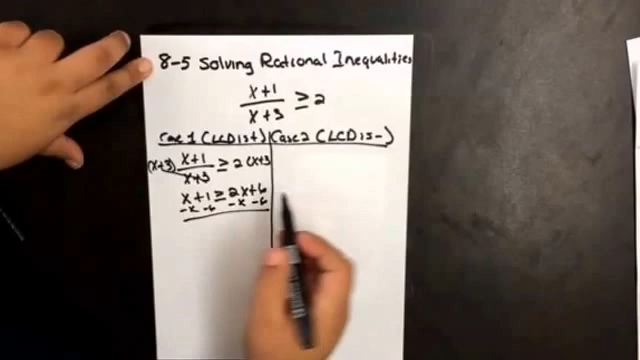 8-5 Solving Rational Inequalities
x+1
x+3
≥ 2
Case 1 (LCD is +) Case 2 (LCD is -)
(x+3) x+1 ≥ 2(x+3
x+3
x+1 ≥ 2x+6
-x -6 -x -6